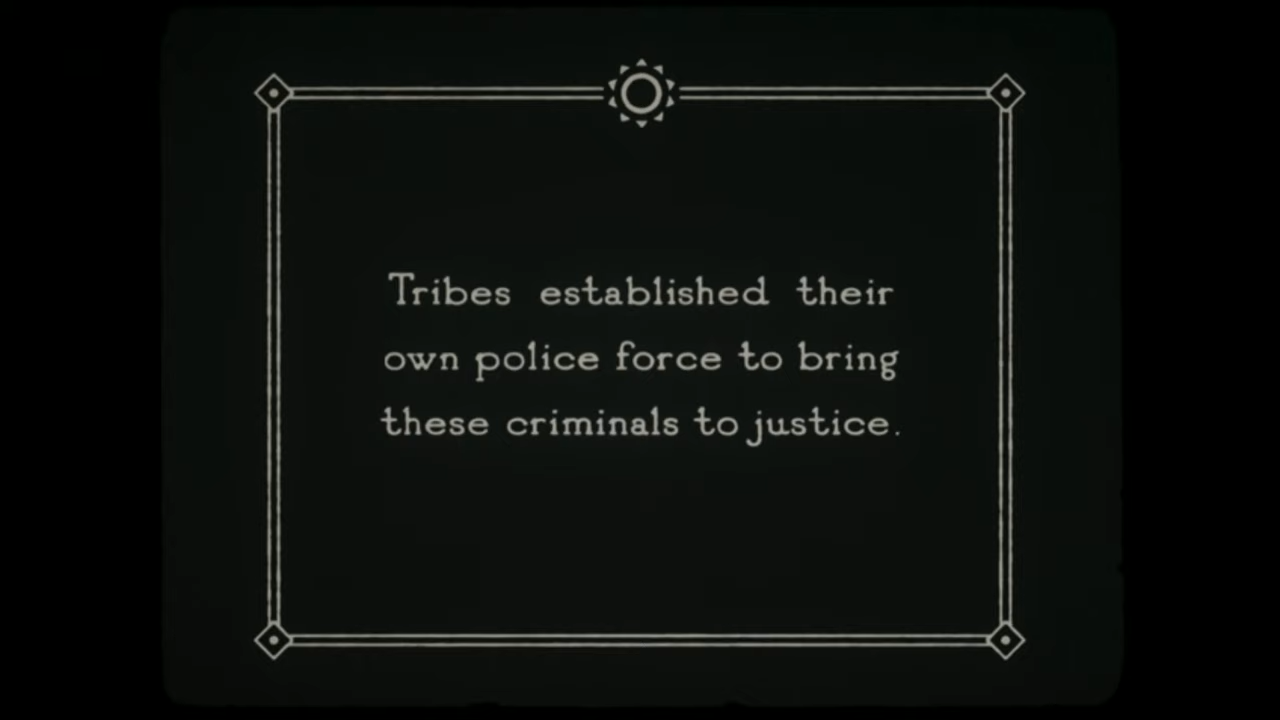 Tribes established their
own police force to bring
these criminals to justice.